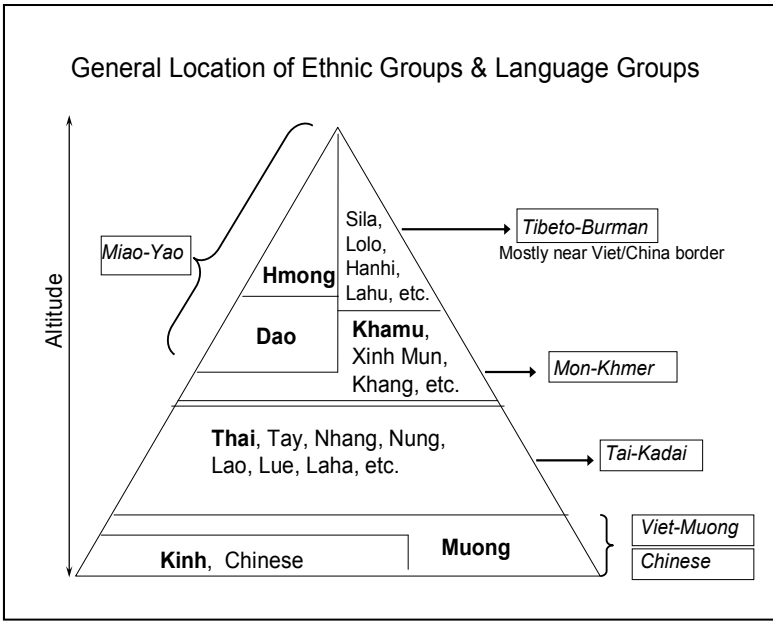 General Location of Ethnic Groups & Language Groups
Altitude
Miao-Yao
Hmong
Dao
Sila,
Lolo,
Hanhi,
Lahu, etc.
Tibeto-Burman
Mostly near Viet/China border
Khamu,
Xinh Mun,
Khang, etc.
Mon-Khmer
Thai, Tay, Nhang, Nung,
Lao, Lue, Laha, etc.
Tai-Kadai
Kinh, Chinese
Muong
Viet-Muong
Chinese